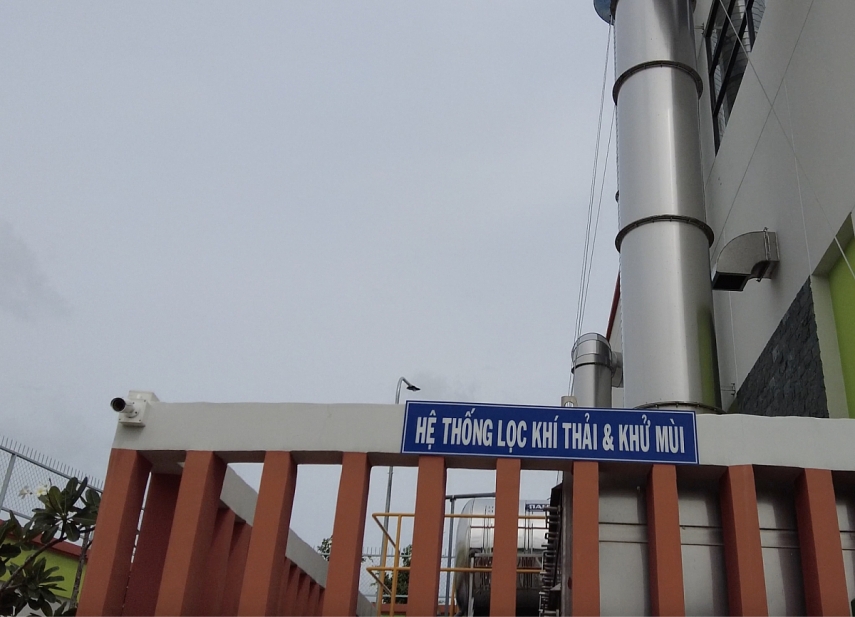 HỆ THỐNG LỌC KHÍ THẢI & KHỬ MÙI